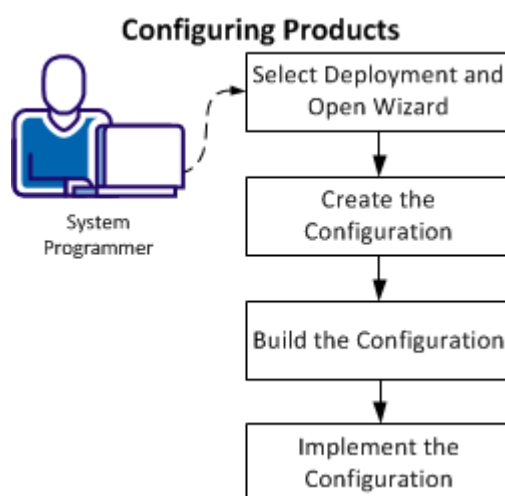 Configuring Products
Select Deployment and
Open Wizard
System
Programmer
Create the
Configuration
Build the Configuration
Implement the
Configuration